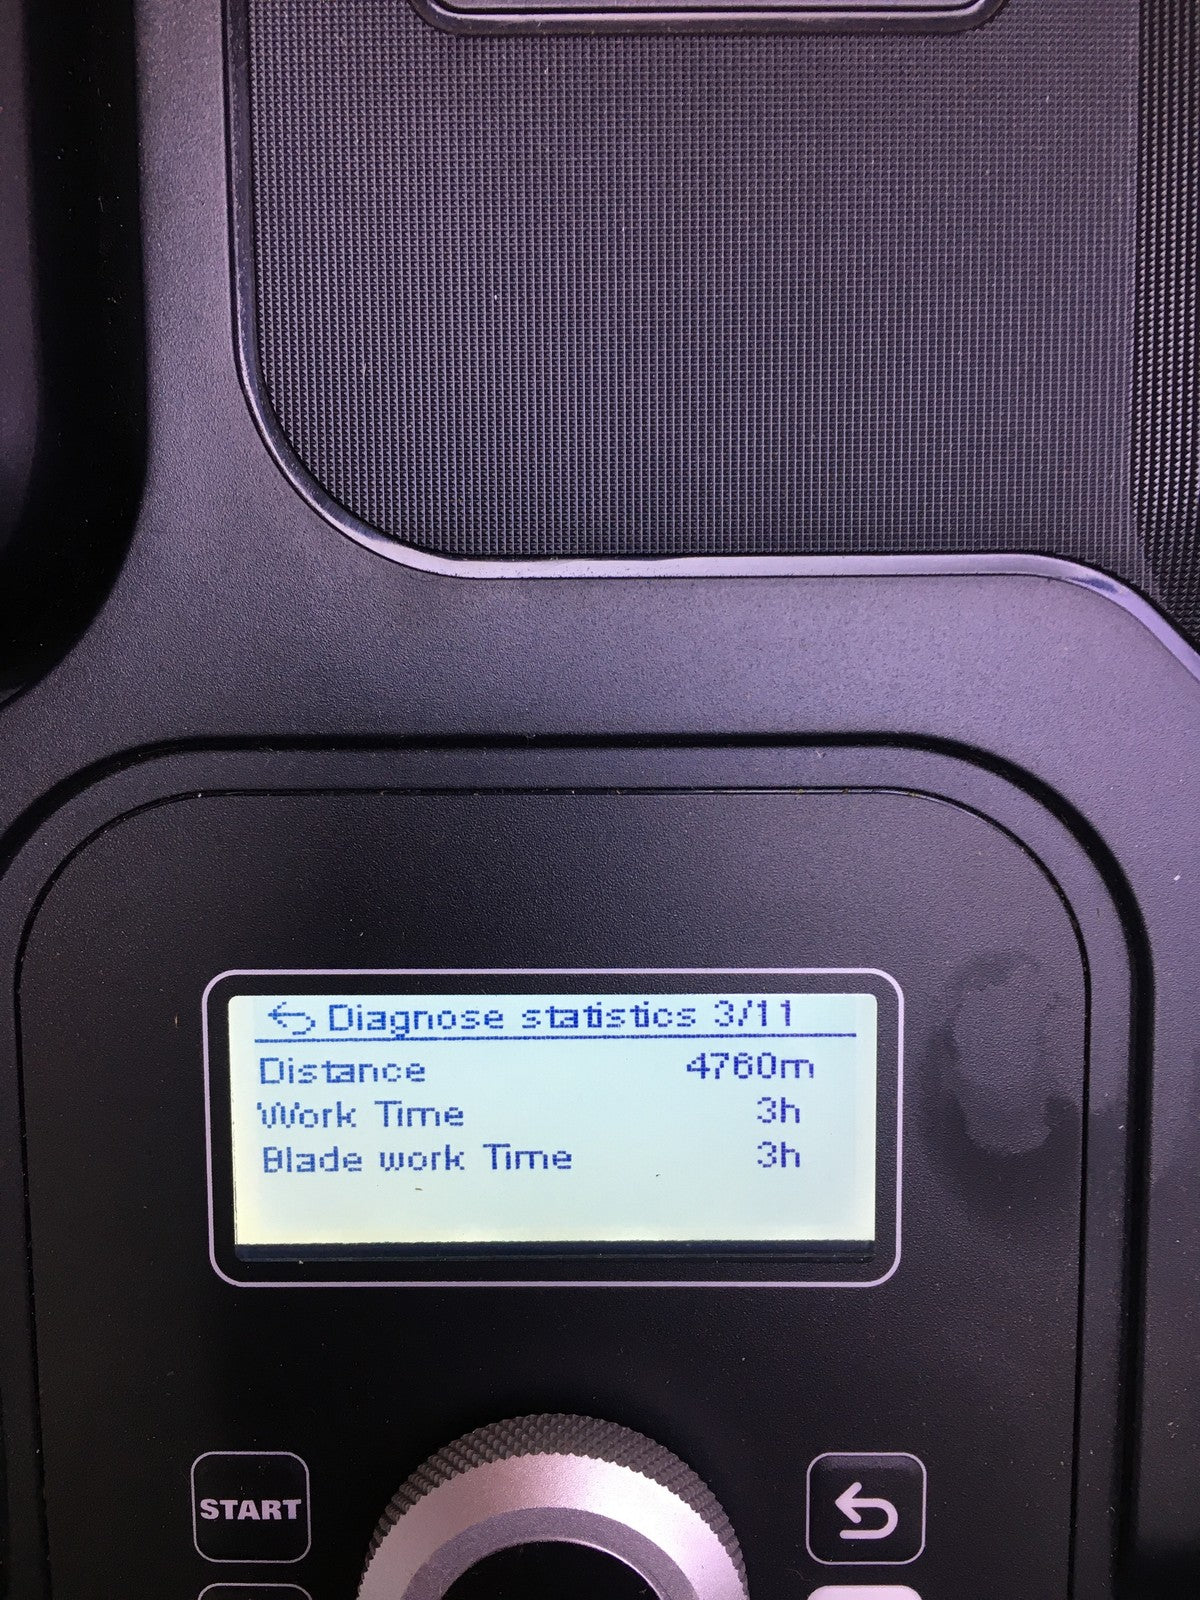 Diagnose statistics 3/11
Distance 4760m
Work Time 3h
Blade work Time 3h
START